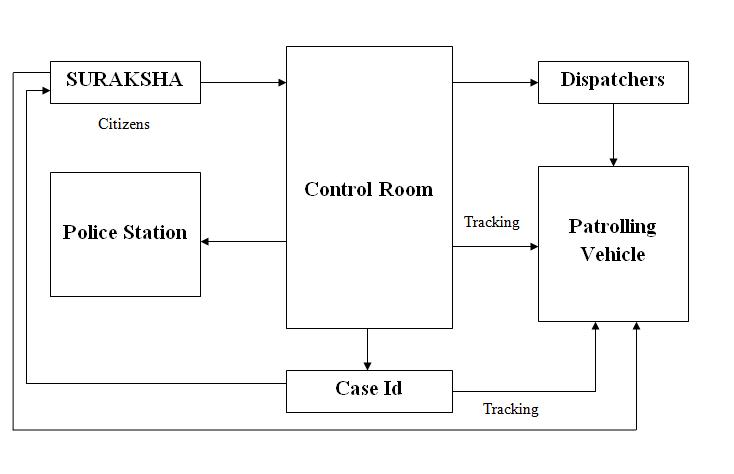 SURAKSHA
Dispatchers
Citizens
Control Room
Police Station
Tracking
Patrolling
Vehicle
Case Id
Tracking